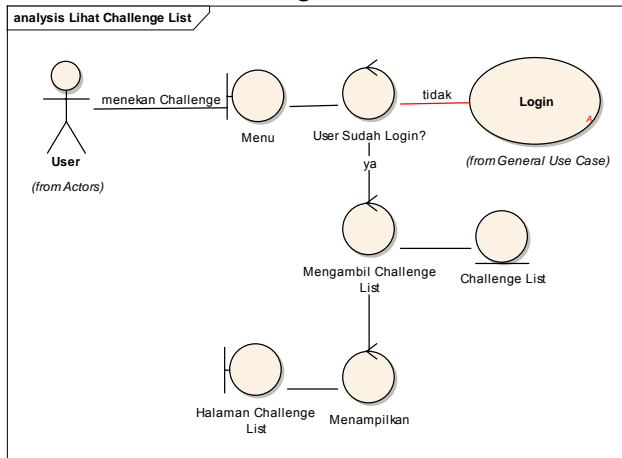 analysis Lihat Challenge List
menekan Challenge
tidak
Login
A
User
(from Actors)
Menu
User Sudah Login?
(from General Use Case)
ya
Mengambil Challenge
List
Challenge List
Halaman Challenge
List
Menampilkan